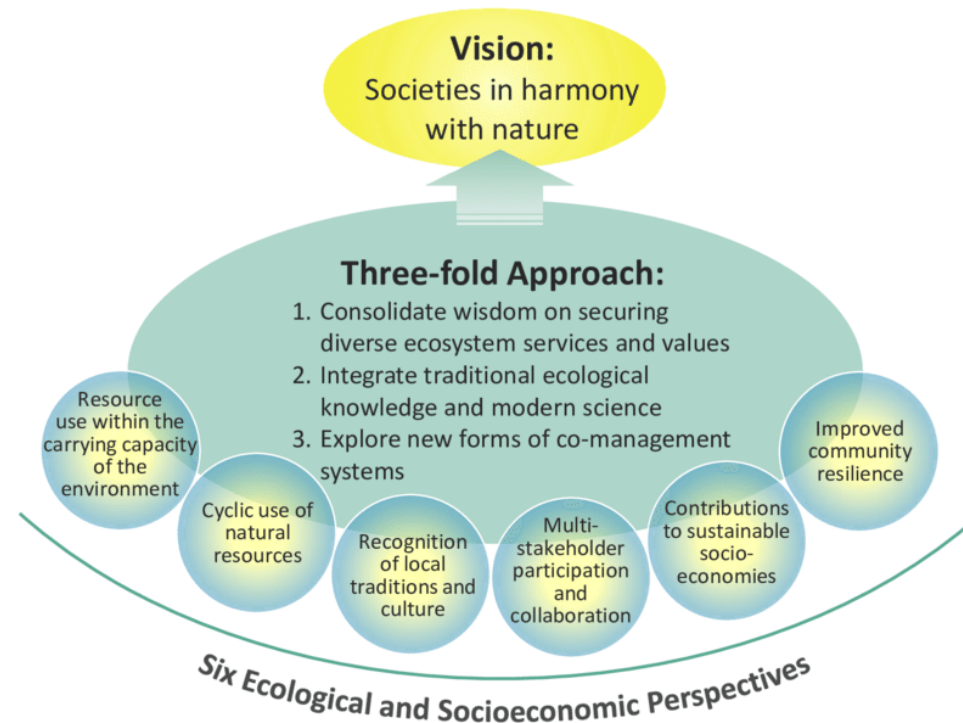 Vision:
Societies in harmony
with nature
Three-fold Approach:
1. Consolidate wisdom on securing
diverse ecosystem services and values
2. Integrate traditional ecological
knowledge and modern science
3. Explore new forms of co-management
systems
Resource
use within the
carrying capacity
of the
environment
Cyclic use of
natural
resources
Recognition
of local
traditions and
culture
Multi-
stakeholder
participation
and
collaboration
Contributions
to sustainable
socio-
economies
Improved
community
resilience
Six Ecological and Socioeconomic Perspectives